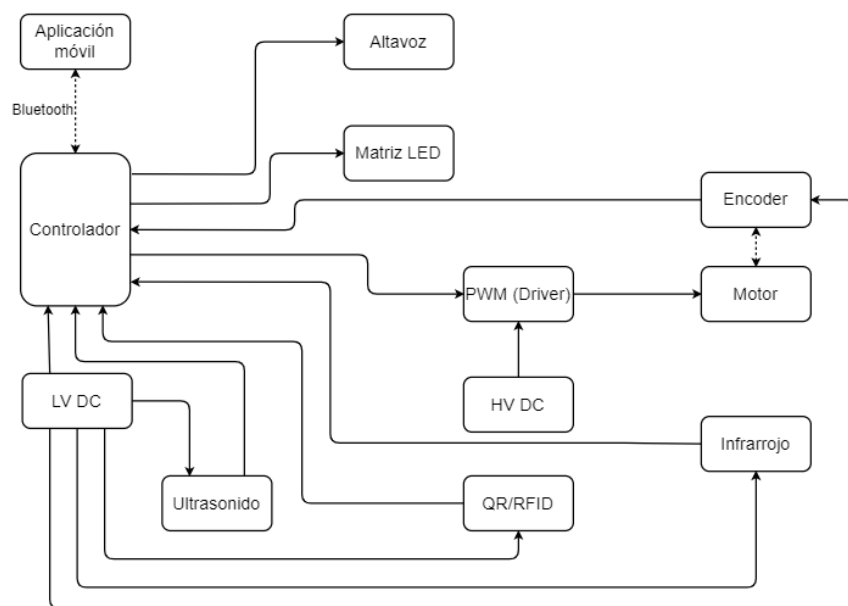 Aplicación
móvil
Altavoz
Bluetooth
Matriz LED
Controlador
Encoder
PWM (Driver)
Motor
LV DC
HV DC
Infrarrojo
Ultrasonido
QR/RFID